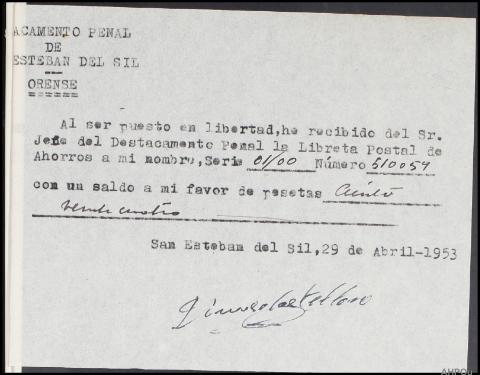 ACAMENTO PENAL
DE
ESTEBAN DEL SIL
ORENSE
Al ser puesto en libertad,he recibido del Sr.
Jefe del Destacamento Penal la Libreta Postal de
Ahorros a mi nombre,Serie 01/00 Número 510054
con un saldo a mi favor de pesetas Ciento
veinticuatro
San Esteban del Sil, 29 de Abril-1953